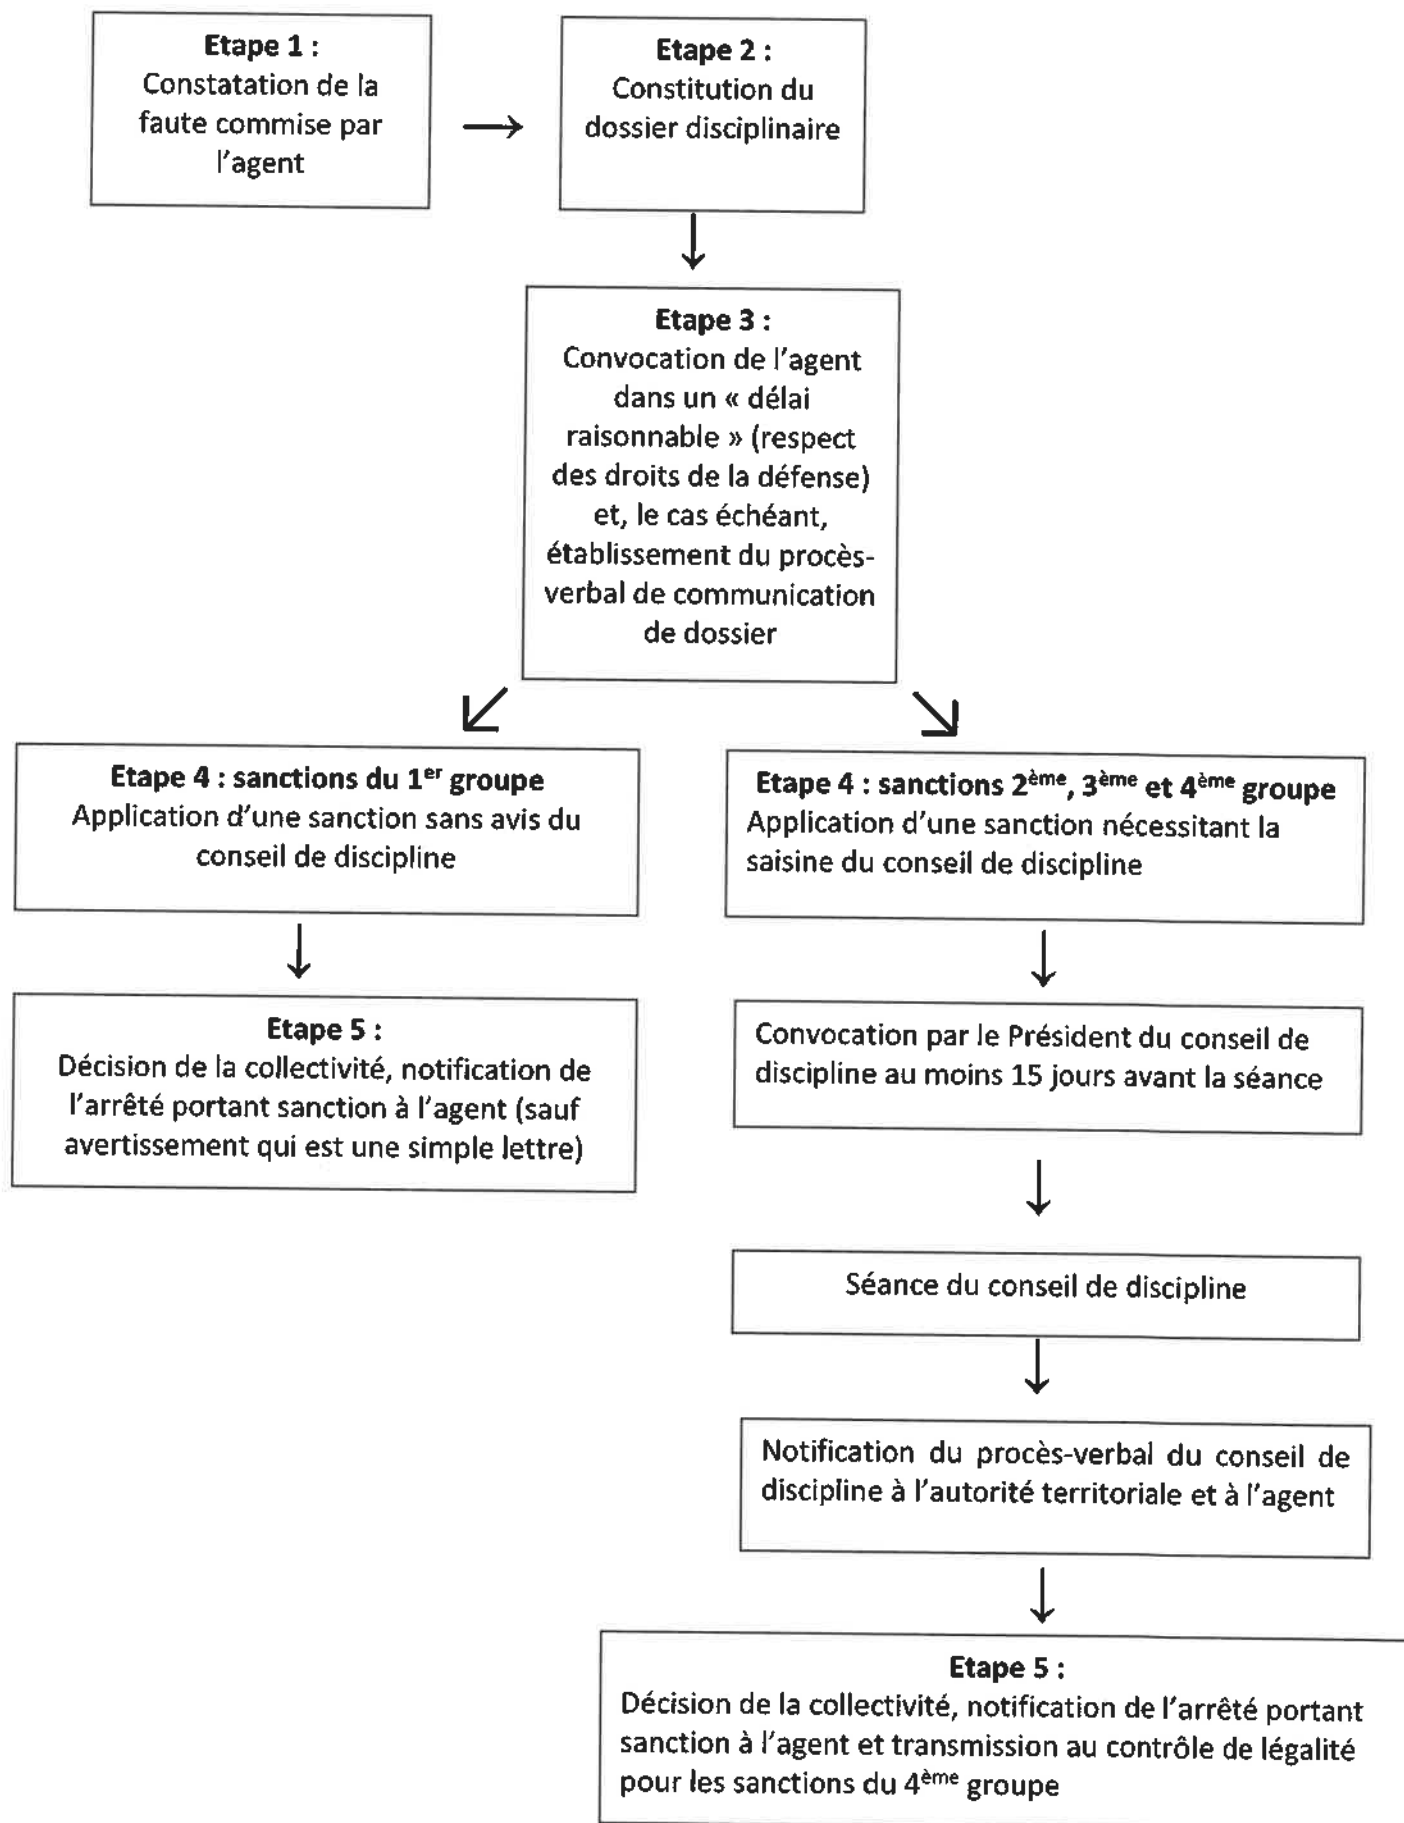 Etape 1 :
Constatation de la
faute commise par
l'agent
Etape 2 :
Constitution du
dossier disciplinaire
Etape 3 :
Convocation de l'agent
dans un « délai
raisonnable » (respect
des droits de la défense)
et, le cas échéant,
établissement du procès-
verbal de communication
de dossier
Etape 4 : sanctions du 1er groupe
Application d'une sanction sans avis du
conseil de discipline
Etape 5 :
Décision de la collectivité, notification de
l'arrêté portant sanction à l'agent (sauf
avertissement qui est une simple lettre)
Etape 4 : sanctions 2ème, 3ème et 4ème groupe
Application d'une sanction nécessitant la
saisine du conseil de discipline
Convocation par le Président du conseil de
discipline au moins 15 jours avant la séance
Séance du conseil de discipline
Notification du procès-verbal du conseil de
discipline à l'autorité territoriale et à l'agent
Etape 5 :
Décision de la collectivité, notification de l'arrêté portant
sanction à l'agent et transmission au contrôle de légalité
pour les sanctions du 4ème groupe